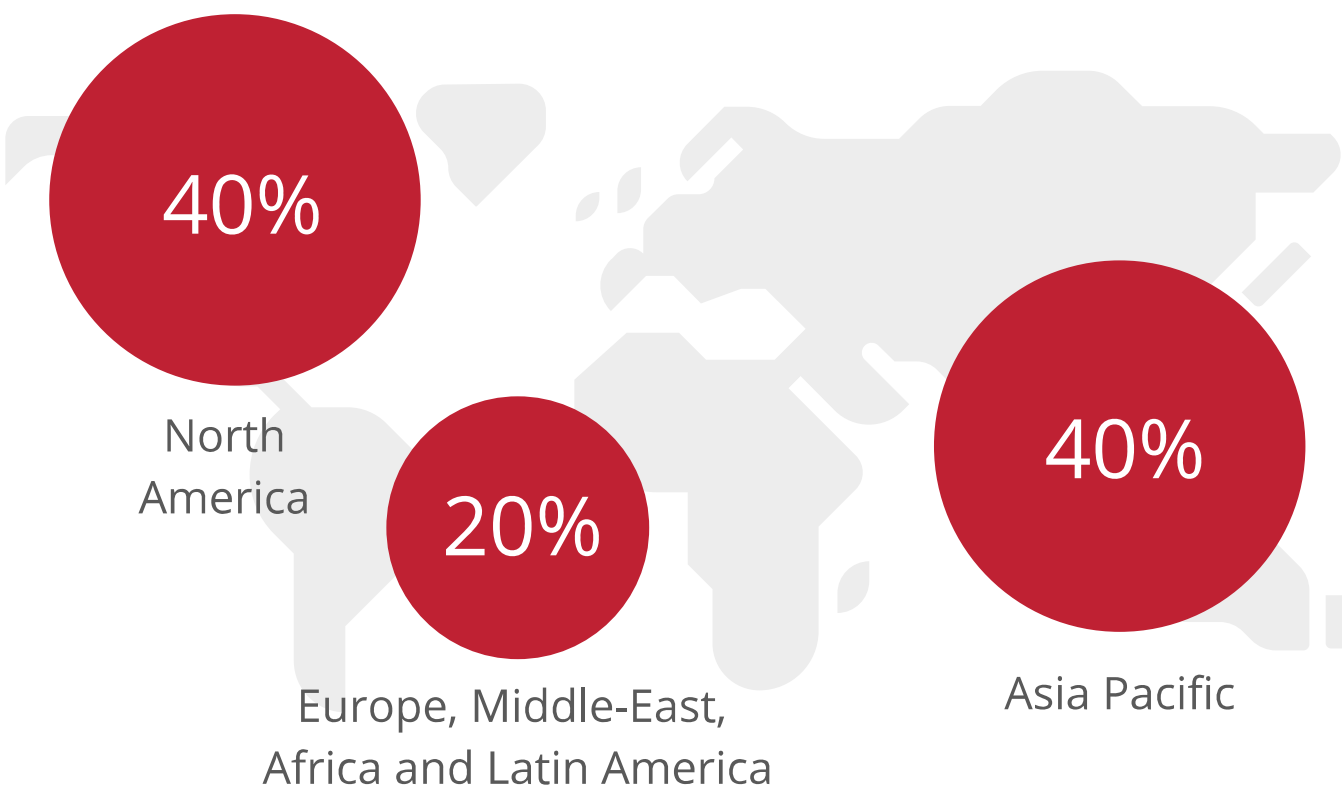 40%
North
America
20%
Europe, Middle-East,
Africa and Latin America
40%
Asia Pacific